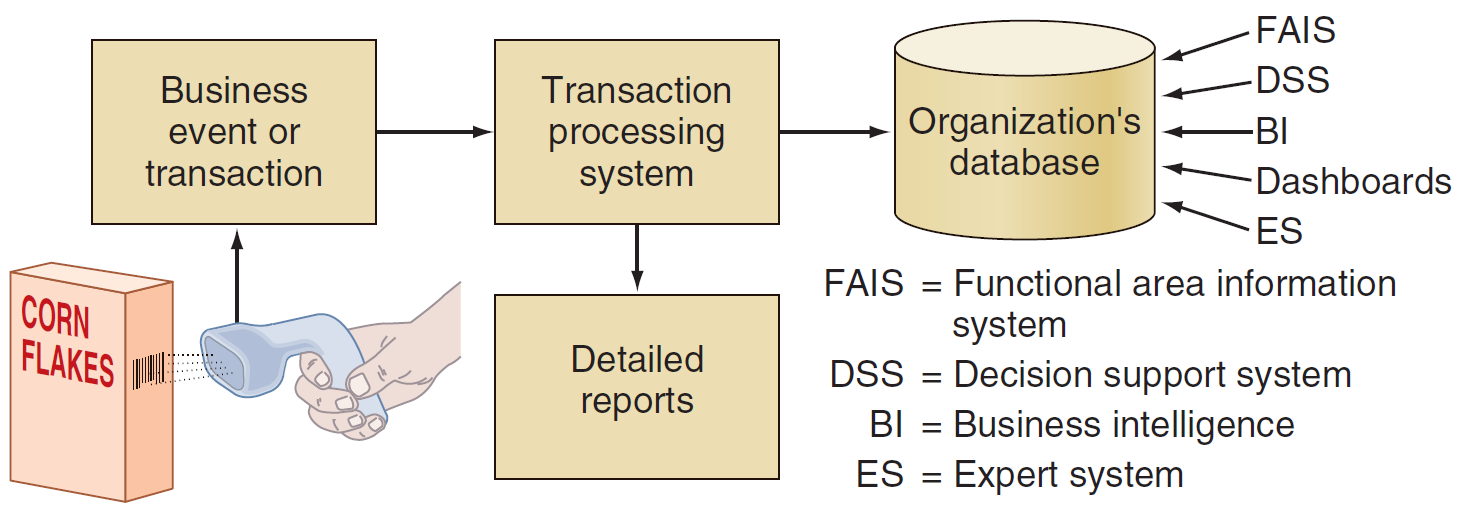 Business
event or
transaction
Transaction
processing
system
Organization's
database
FAIS
DSS
BI
Dashboards
ES
CORN
FLAKES
Detailed
reports
FAIS = Functional area information
system
DSS = Decision support system
BI = Business intelligence
ES = Expert system